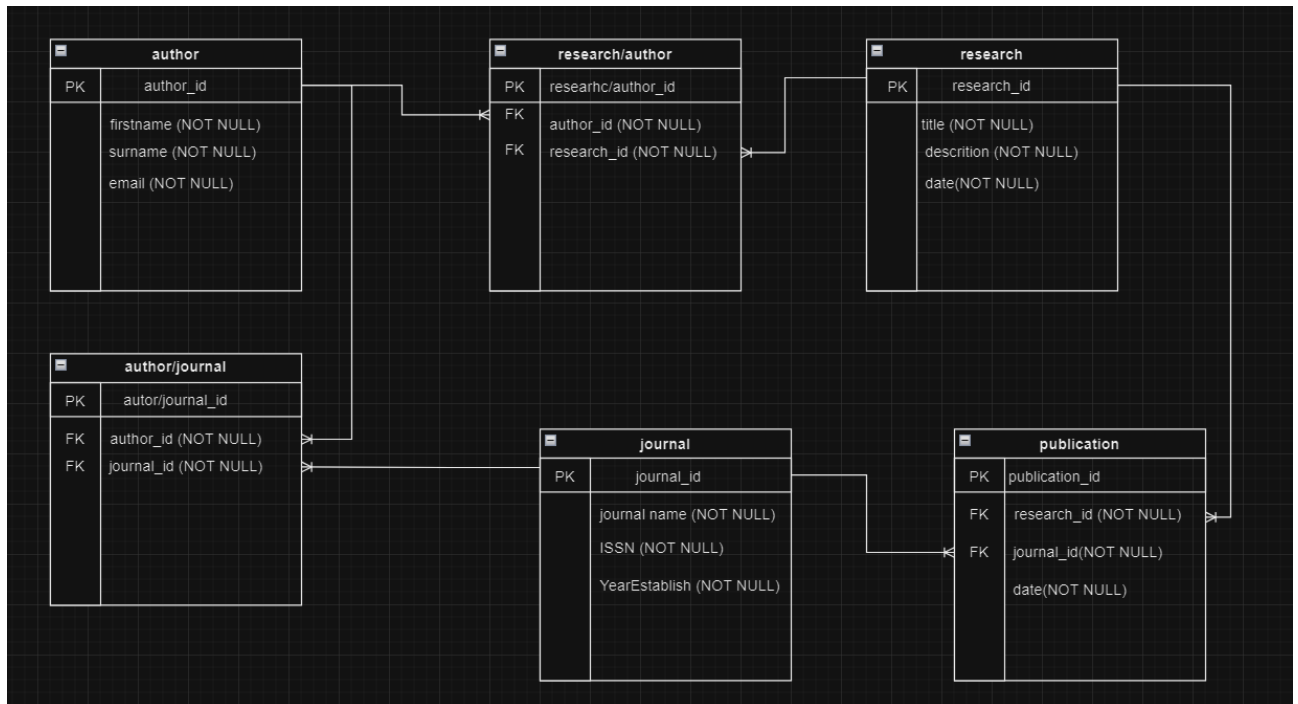 author
PK author_id
firstname (NOT NULL)
surname (NOT NULL)
email (NOT NULL)
research/author
PK researhc/author_id
FK author_id (NOT NULL)
FK research_id (NOT NULL)
research
PK research_id
title (NOT NULL)
descrition (NOT NULL)
date(NOT NULL)
author/journal
PK autor/journal_id
FK author_id (NOT NULL)
FK journal_id (NOT NULL)
journal
PK journal_id
journal name (NOT NULL)
ISSN (NOT NULL)
YearEstablish (NOT NULL)
publication
PK publication_id
FK research_id (NOT NULL)
FK journal_id(NOT NULL)
date(NOT NULL)